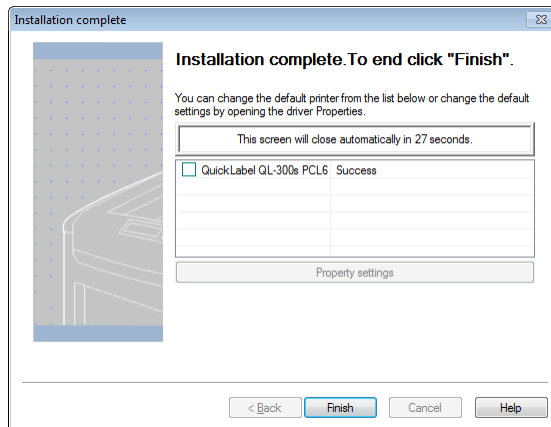 Installation complete
Installation complete.To end click "Finish".
You can change the default printer from the list below or change the default
settings by opening the driver Properties.
This screen will close automatically in 27 seconds.
QuickLabel QL-300s PCL6 Success
Property settings
< Back Finish Cancel Help